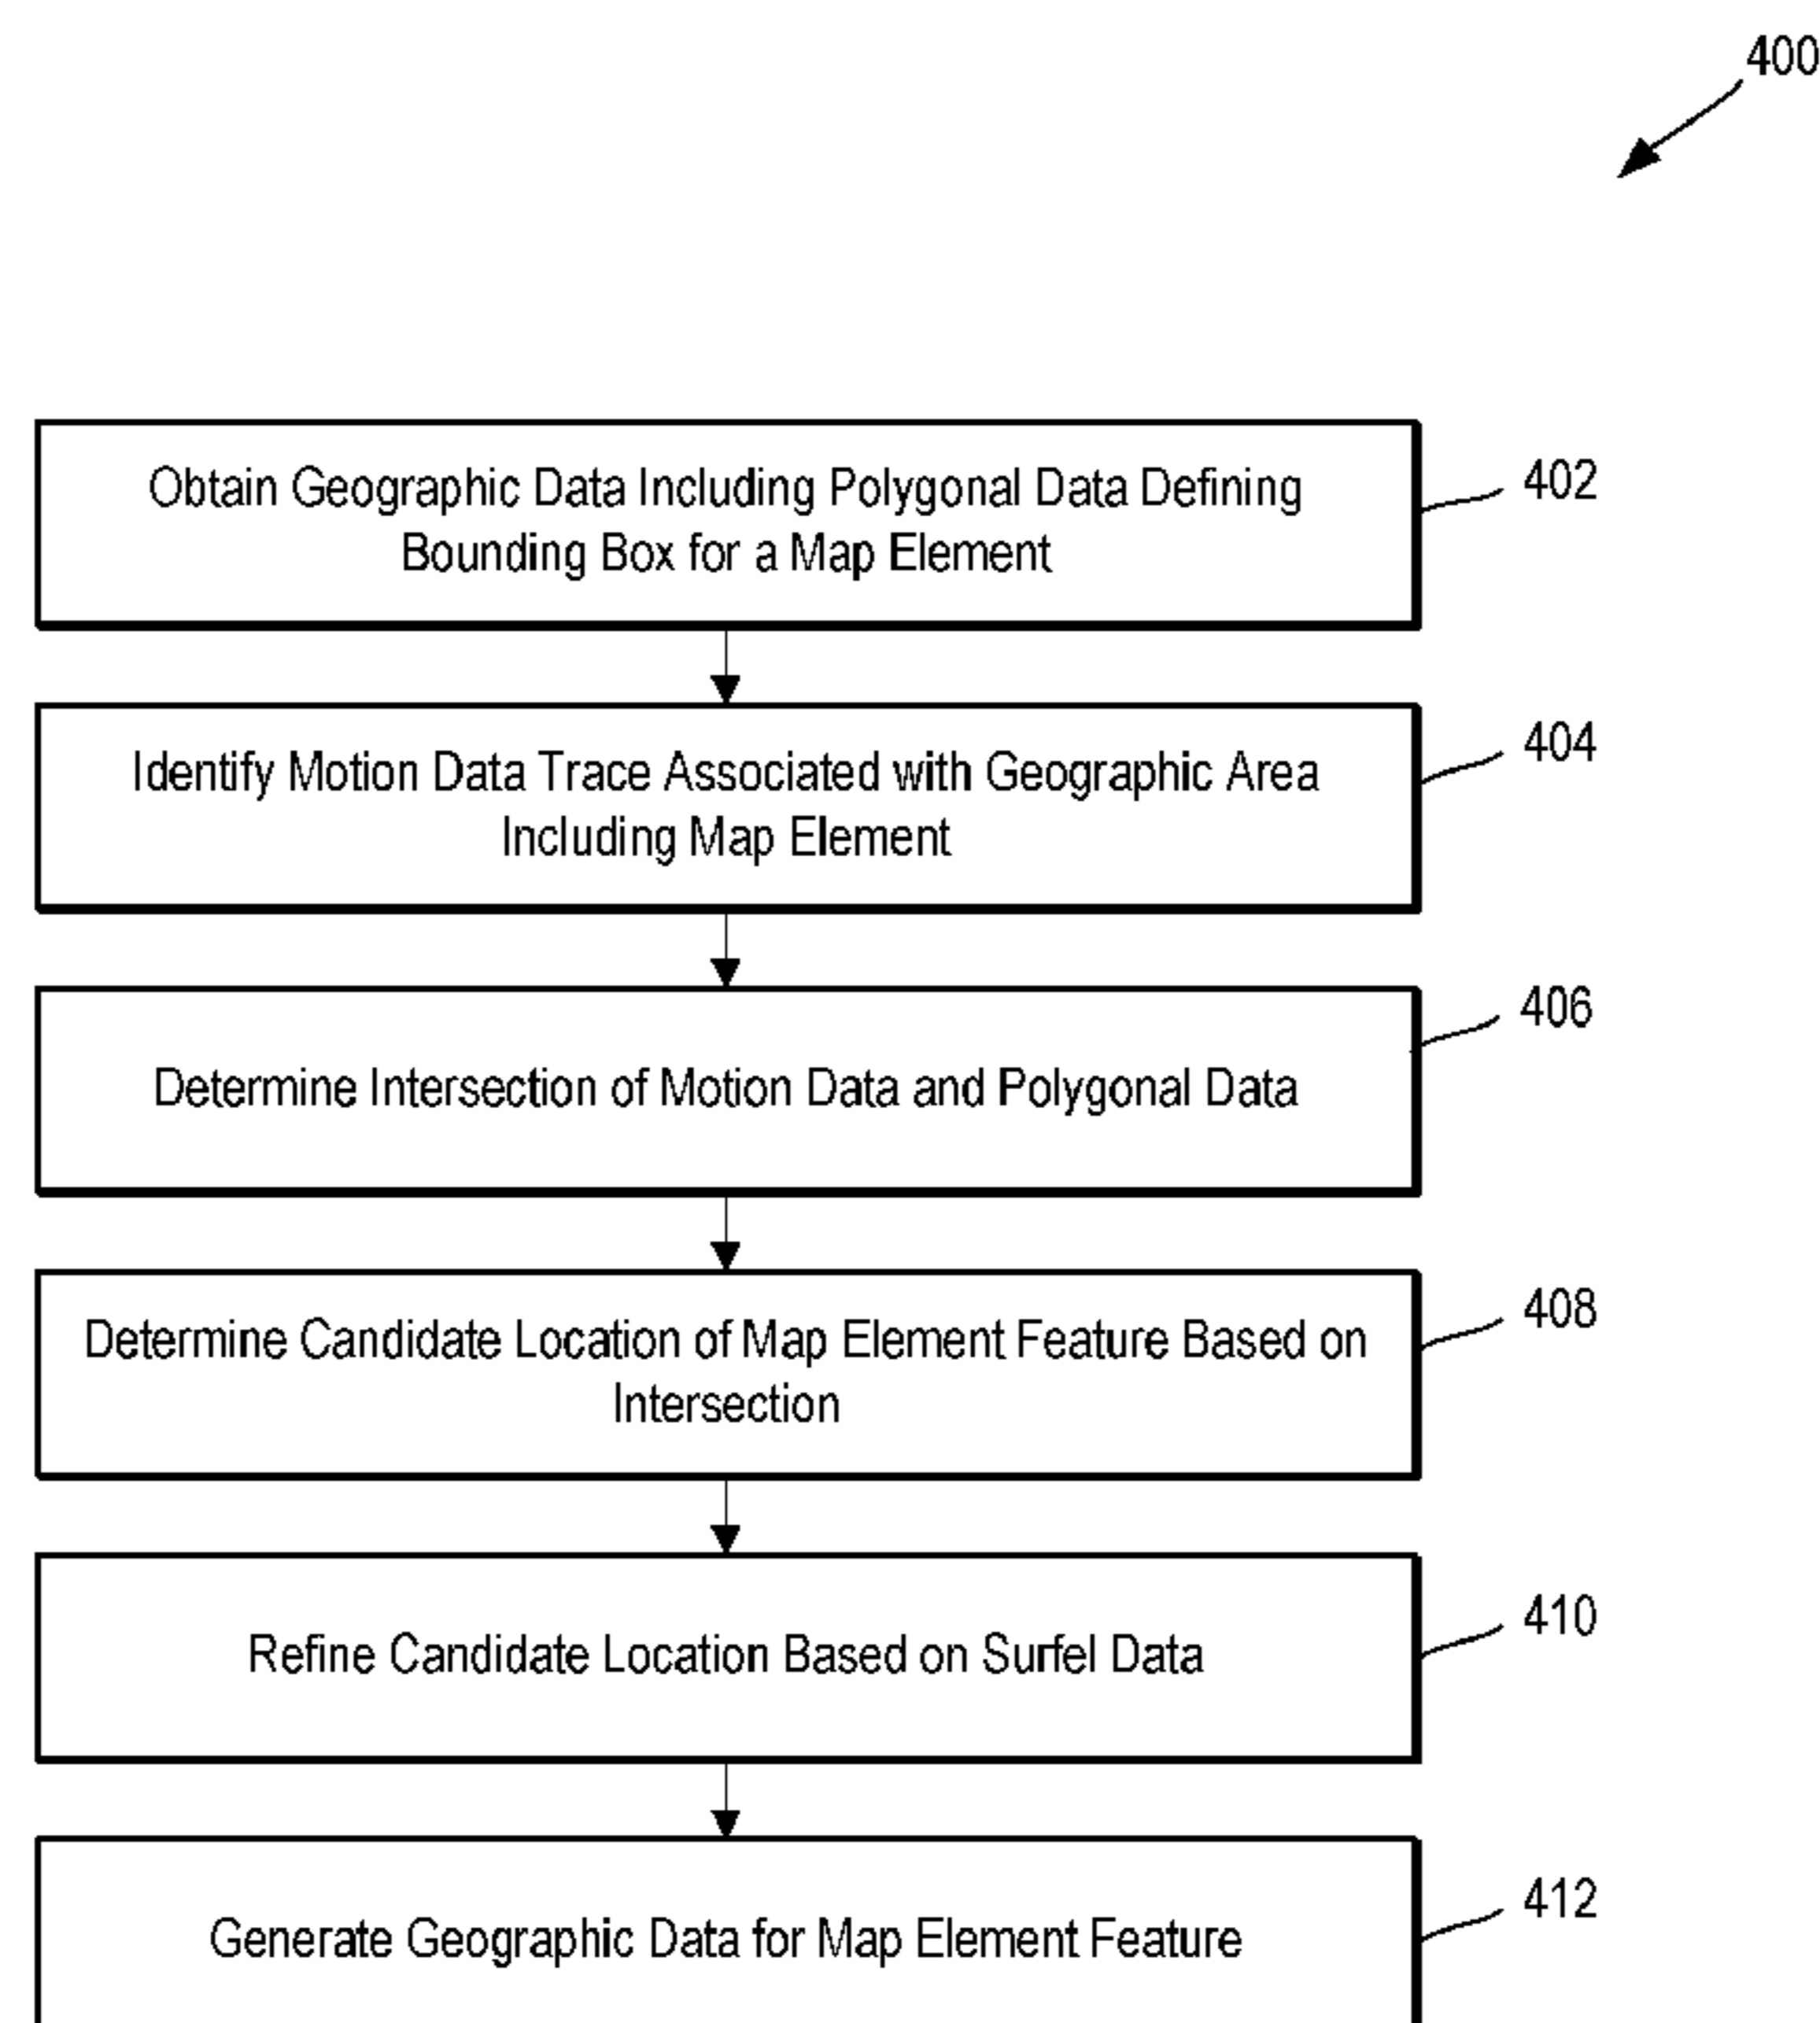 400
Obtain Geographic Data Including Polygonal Data Defining
Bounding Box for a Map Element
402
Identify Motion Data Trace Associated with Geographic Area
Including Map Element
404
Determine Intersection of Motion Data and Polygonal Data
406
Determine Candidate Location of Map Element Feature Based on
Intersection
408
Refine Candidate Location Based on Surfel Data
410
Generate Geographic Data for Map Element Feature
412